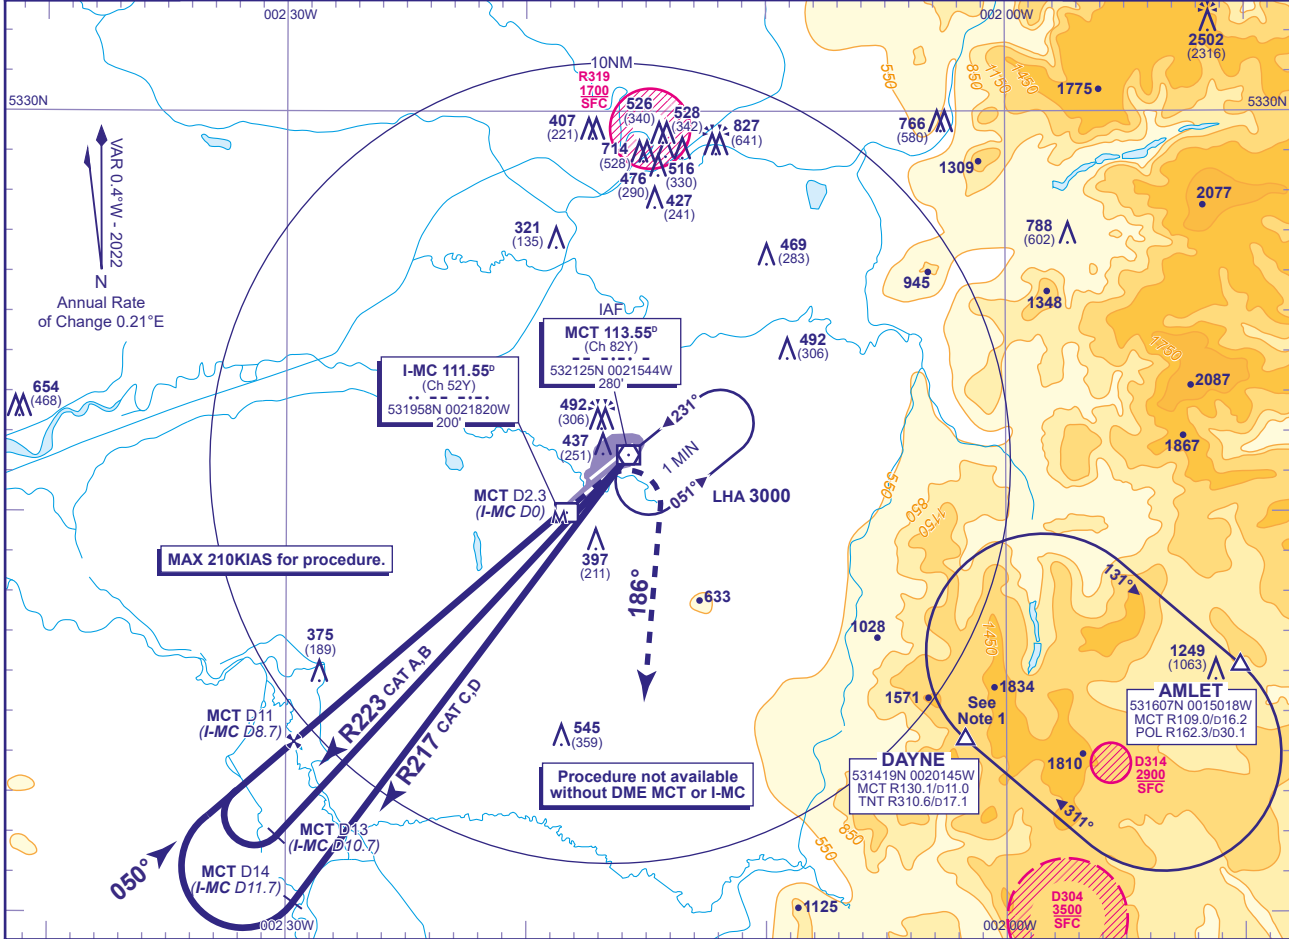 002 30W
002 00W
2502
(2316)
550
850
1150
1450
1775
10NM
R319
1700
SFC
5330N
5330N
526
(340)
528
(342)
407
(221)
827
(641)
714
(528)
516
(330)
476
(290)
427
(241)
766
(580)
1309
2077
VAR 0.4°W - 2022
N
Annual Rate
of Change 0.21°E
321
(135)
469
(283)
788
(602)
945
1348
IAF
MCT 113.55ᴰ
(Ch 82Y)
532125N 0021544W
280'
492
(306)
1750
I-MC 111.55ᴰ
(Ch 52Y)
531958N 0021820W
200'
2087
654
(468)
492
(306)
437
(251)
231°
1 MIN
051°
LHA 3000
1867
MCT D2.3
(I-MC D0)
M
550
850
1150
MAX 210KIAS for procedure.
397
(211)
186°
633
131°
375
(189)
1028
1450
1249
(1063)
R223 CAT A,B
R217 CAT C,D
1571
1834
See
Note 1
AMLET
531607N 0015018W
MCT R109.0/D16.2
POL R162.3/D30.1
MCT D11
(I-MC D8.7)
545
(359)
DAYNE
531419N 0020145W
MCT R130.1/D11.0
TNT R310.6/D17.1
1810
D314
2900
SFC
Procedure not available
without DME MCT or I-MC
311°
MCT D13
(I-MC D10.7)
850
550
MCT D14
(I-MC D11.7)
050°
D304
3500
SFC
1125
002 30W
002 00W